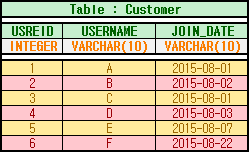 Table : Customer
USREID USERNAME JOIN_DATE
INTEGER VARCHAR(10) VARCHAR(10)
1 A 2015-08-01
2 B 2015-08-02
3 C 2015-08-01
4 D 2015-08-03
5 E 2015-08-07
6 F 2015-08-22